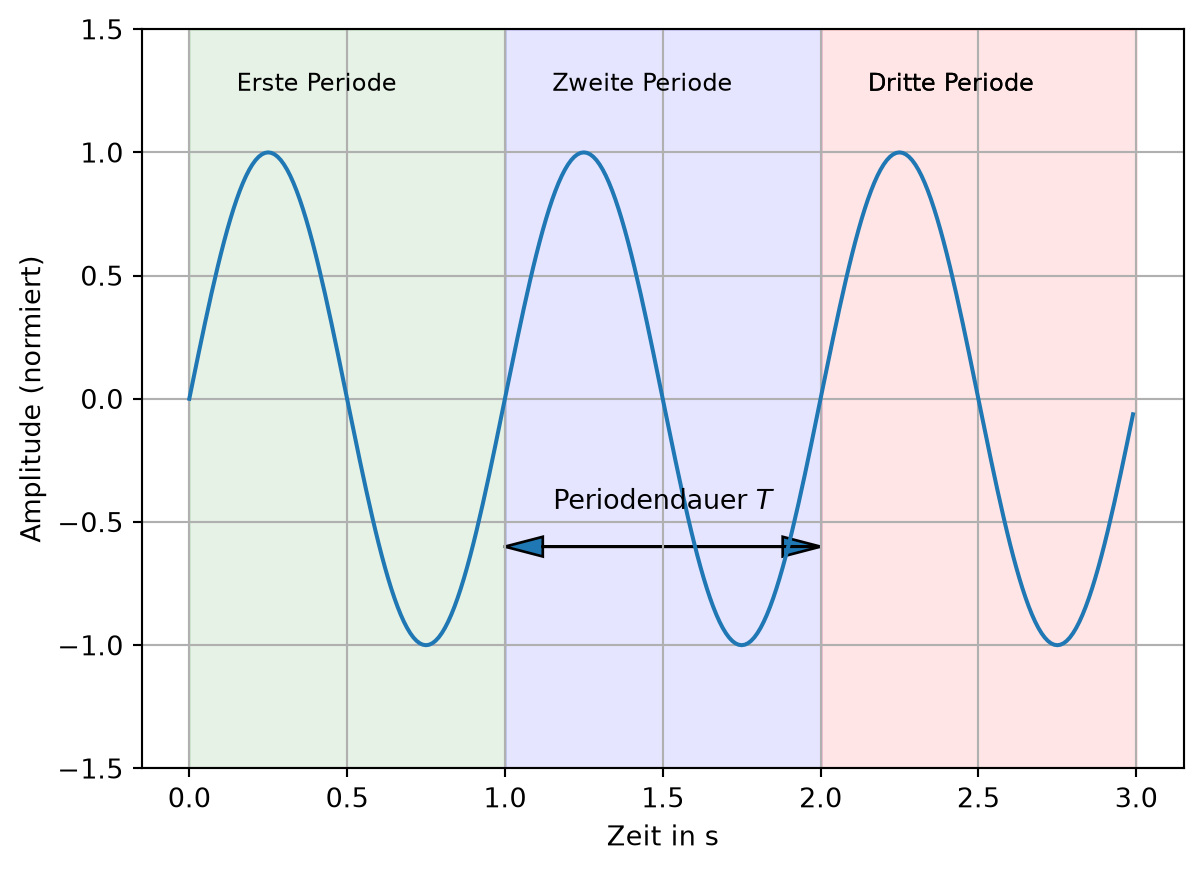 1.5
Erste Periode Zweite Periode Dritte Periode
1.0
0.5
0.0
Periodendauer T
−0.5
−1.0
−1.5
0.0 0.5 1.0 1.5 2.0 2.5 3.0
Zeit in s
Amplitude (normiert)